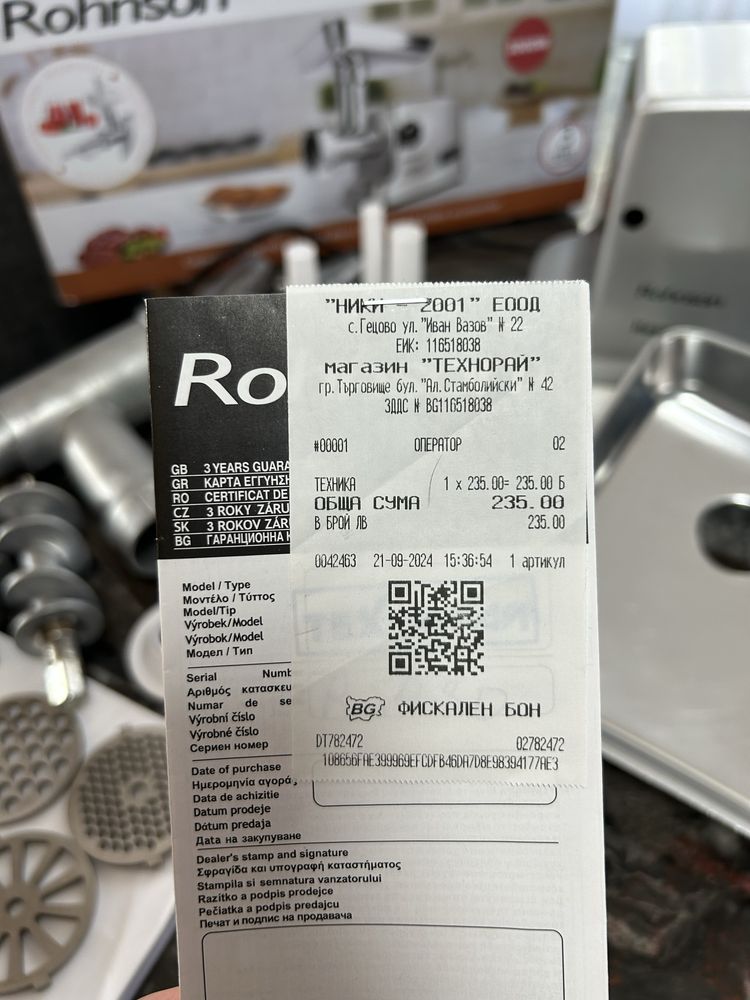 Rohnson
"НИКИ - 2001" ЕООД
с.Гецово ул."Иван Вазов" № 22
ЕИК: 116518038
магазин "ТЕХНОРАЙ"
гр.Търговище бул."Ал.Стамболийски" № 42
ЗДДС № BG116518038
#00001 ОПЕРАТОР 02
ТЕХНИКА 1 x 235.00= 235.00 Б
ОБЩА СУМА 235.00
В БРОЙ ЛВ 235.00
0042463 21-09-2024 15:36:54 1 артикул
BG ФИСКАЛЕН БОН
DT782472 02782472
108656FAE399969EFCDFB46DA7D8E98394177AE3
Ro
GB 3 YEARS GUARA
GR ΚΑΡΤΑ ΕΓΓΥΗΣΗ
RO CERTIFICAT DE
CZ 3 ROKY ZÁRU
SK 3 ROKOV ZÁR
BG ГАРАНЦИОННА К
Model / Type
Μοντέλο / Τύπος
Model/Tip
Výrobek/Model
Výrobok/Model
Модел / Тип
Serial Numb
Αριθμός κατασκευ
Numar de se
Výrobní číslo
Výrobné číslo
Сериен номер
Date of purchase
Ημερομηνία αγορά
Data de achizitie
Datum prodeje
Dátum predaja
Дата на закупуване
Dealer's stamp and signature
Σφραγίδα και υπογραφή καταστήματος
Stampila si semnatura vanzatorului
Razítko a podpis prodejce
Pečiatka a podpis predajcu
Печат и подпис на продавача